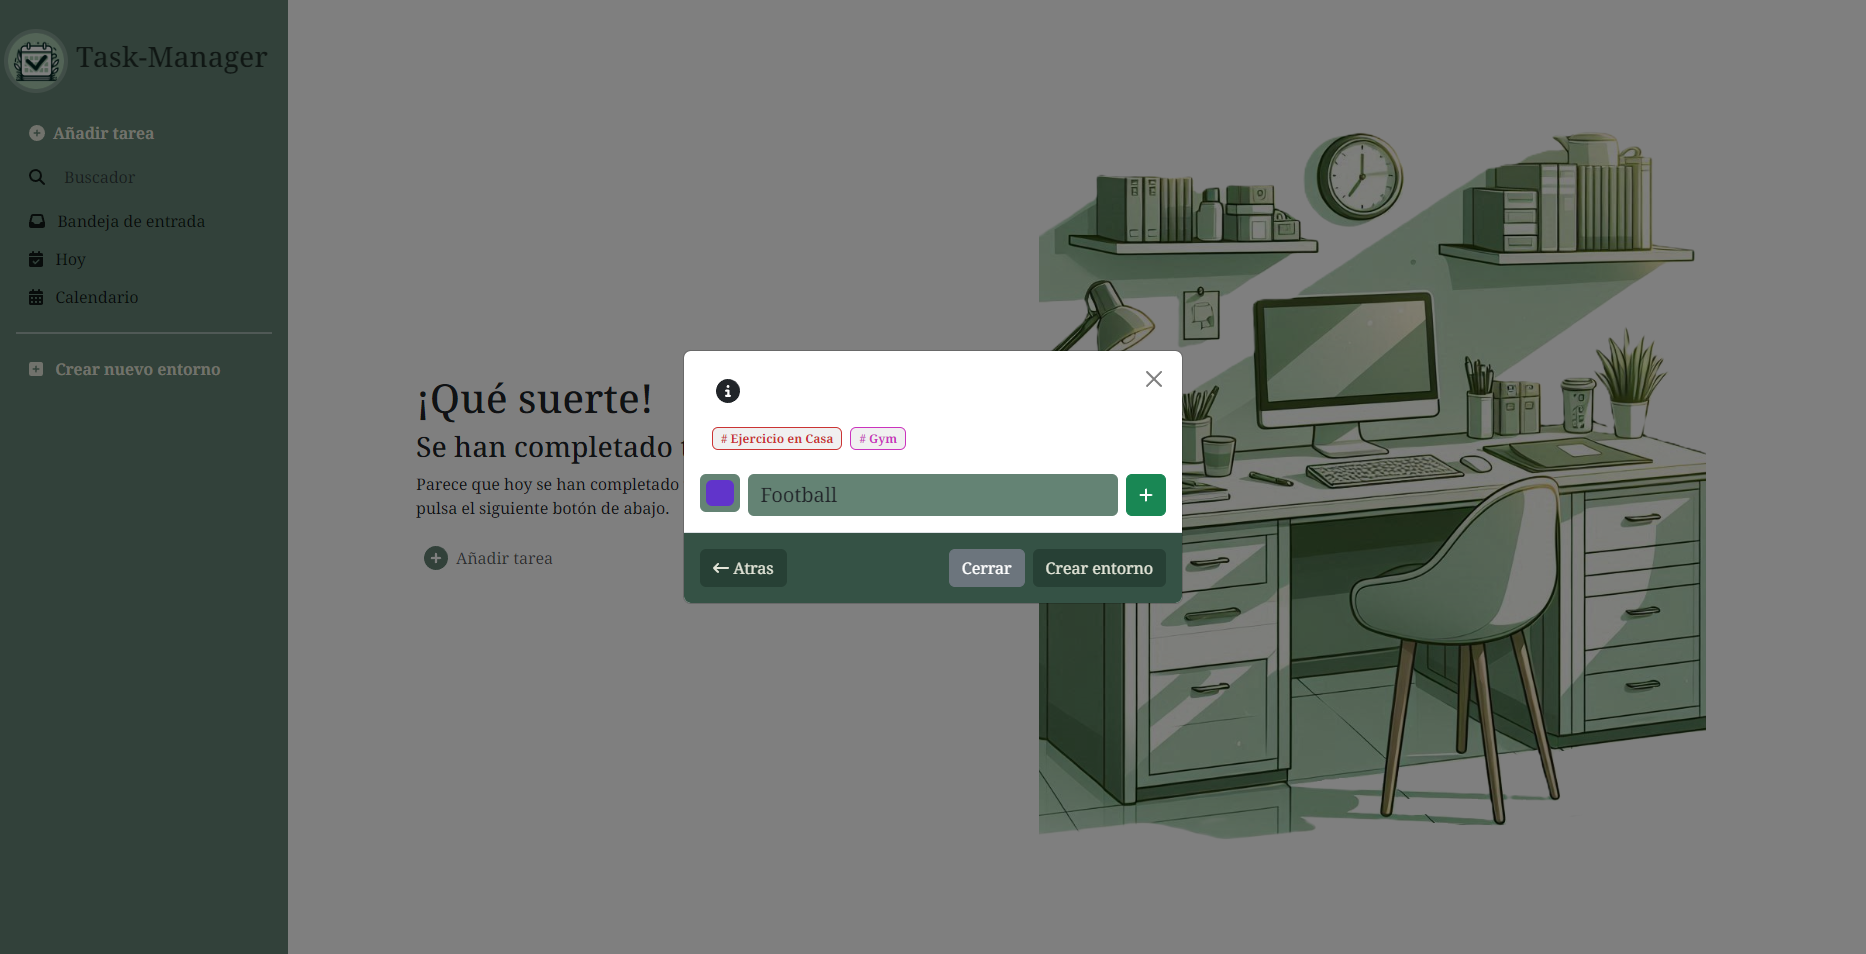 Task-Manager
Añadir tarea
Buscador
Bandeja de entrada
Hoy
Calendario
Crear nuevo entorno
¡Qué suerte!
Se han completado
Parece que hoy se han completado
pulsa el siguiente botón de abajo.
Añadir tarea
# Ejercicio en Casa # Gym
Football
Atras Cerrar Crear entorno